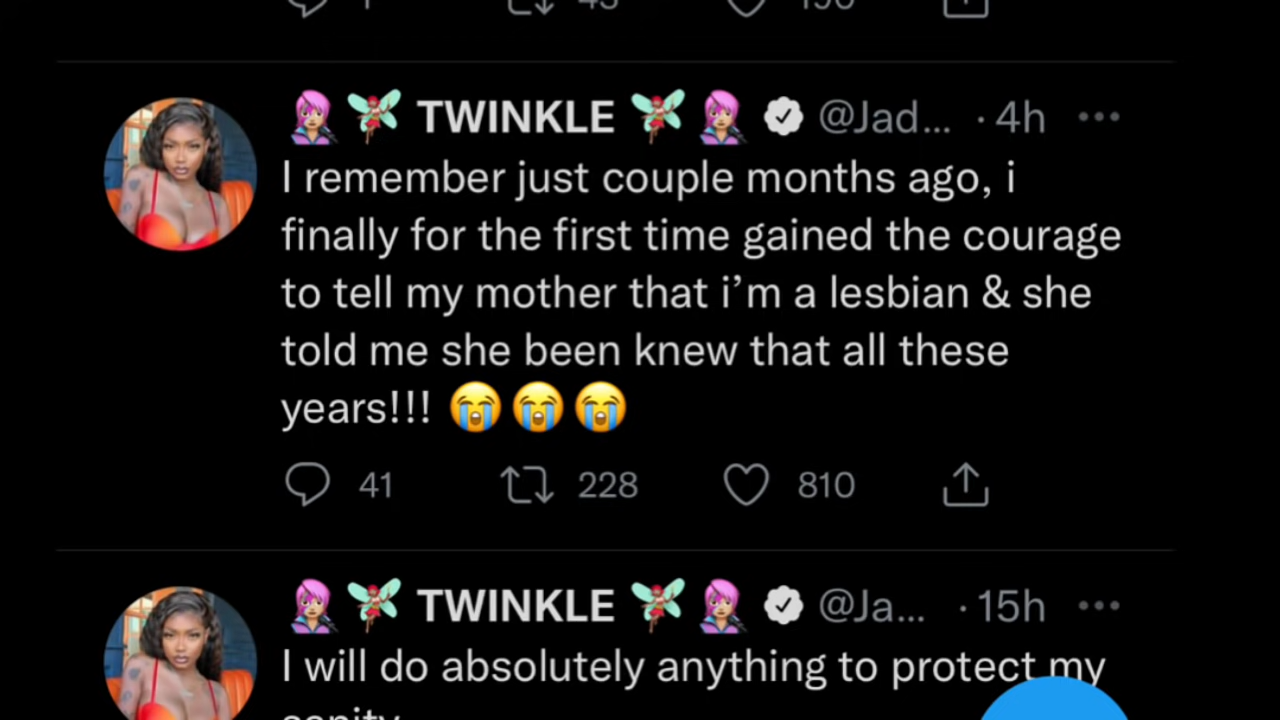 TWINKLE @Jad... · 4h
I remember just couple months ago, i
finally for the first time gained the courage
to tell my mother that i’m a lesbian & she
told me she been knew that all these
years!!! 😭😭😭
41 228 810
TWINKLE @Ja... · 15h
I will do absolutely anything to protect my